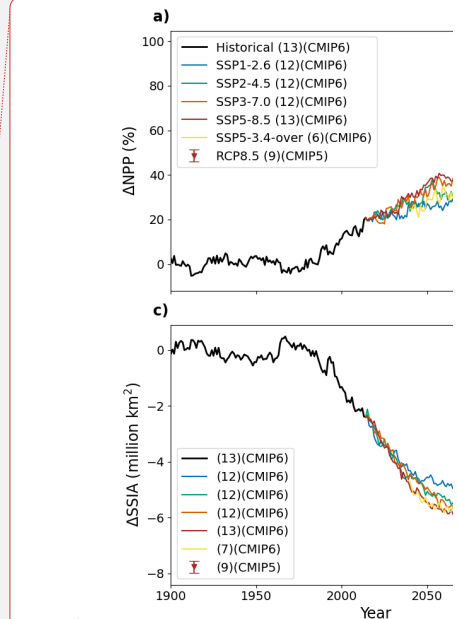 a)
100
80
60
40
20
0
ΔNPP (%)
Historical (13)(CMIP6)
SSP1-2.6 (12)(CMIP6)
SSP2-4.5 (12)(CMIP6)
SSP3-7.0 (12)(CMIP6)
SSP5-8.5 (13)(CMIP6)
SSP5-3.4-over (6)(CMIP6)
RCP8.5 (9)(CMIP5)
c)
0
−2
−4
−6
−8
ΔSSIA (million km²)
(13)(CMIP6)
(12)(CMIP6)
(12)(CMIP6)
(12)(CMIP6)
(13)(CMIP6)
(7)(CMIP6)
(9)(CMIP5)
1900 1950 2000 2050
Year